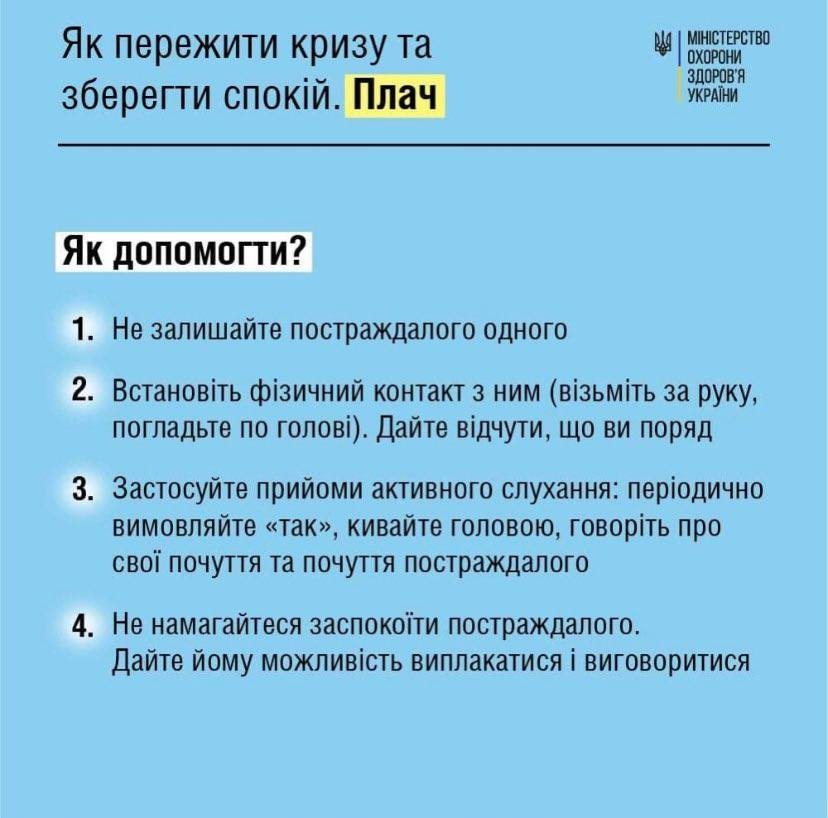 Як пережити кризу та
зберегти спокій. Плач
МІНІСТЕРСТВО
ОХОРОНИ
ЗДОРОВ'Я
УКРАЇНИ
Як допомогти?
1. Не залишайте постраждалого одного
2. Встановіть фізичний контакт з ним (візьміть за руку,
погладьте по голові). Дайте відчути, що ви поряд
3. Застосуйте прийоми активного слухання: періодично
вимовляйте «так», кивайте головою, говоріть про
свої почуття та почуття постраждалого
4. Не намагайтеся заспокоїти постраждалого.
Дайте йому можливість виплакатися і виговоритися